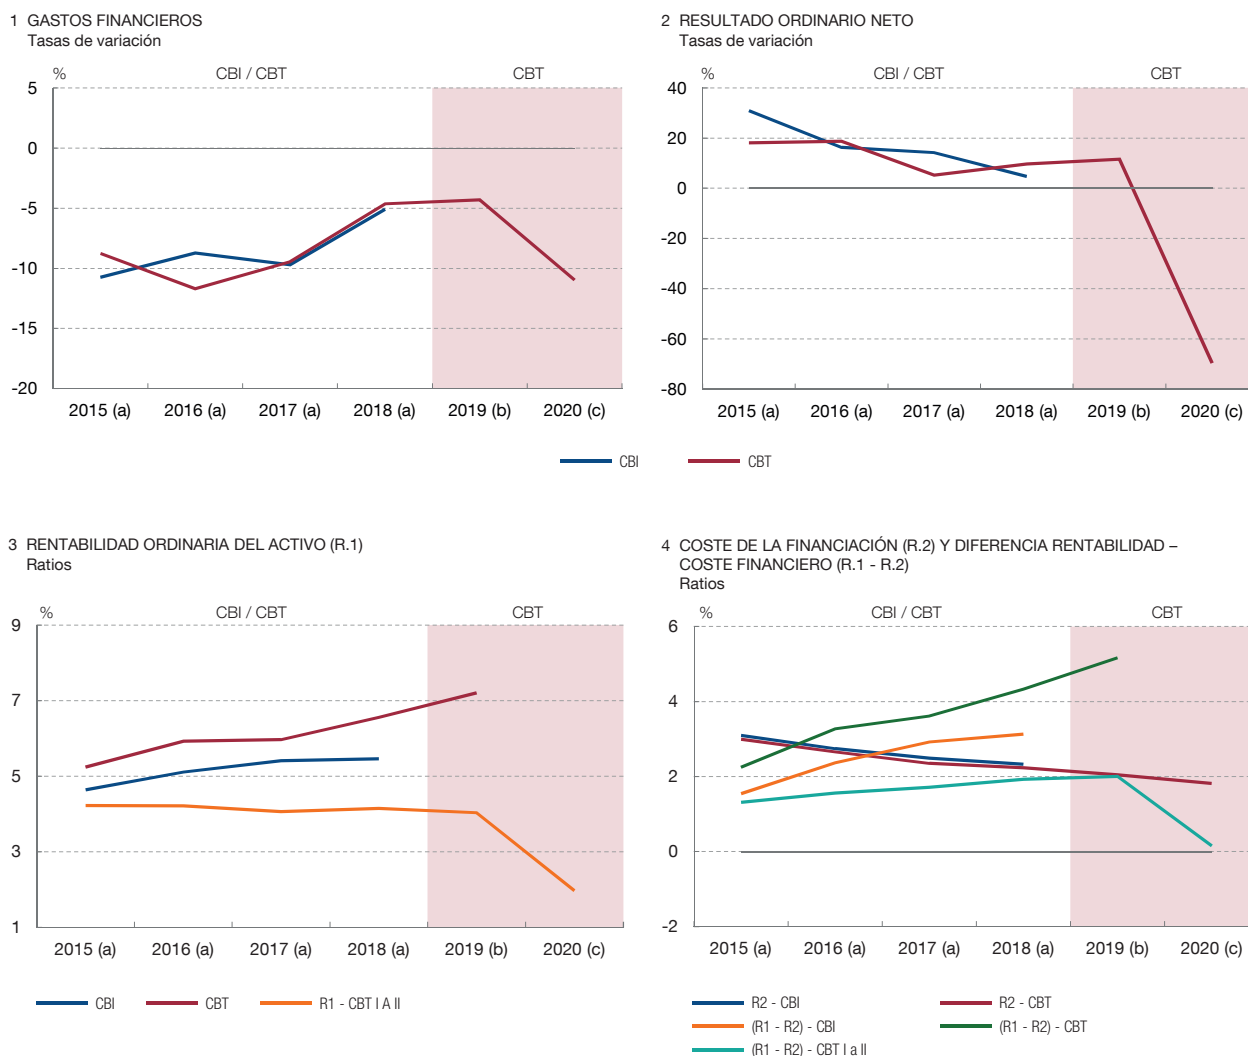 1 GASTOS FINANCIEROS
Tasas de variación
% CBI / CBT CBT
5
0
-5
-10
-15
-20
2015 (a) 2016 (a) 2017 (a) 2018 (a) 2019 (b) 2020 (c)
2 RESULTADO ORDINARIO NETO
Tasas de variación
% CBI / CBT CBT
40
20
0
-20
-40
-60
-80
2015 (a) 2016 (a) 2017 (a) 2018 (a) 2019 (b) 2020 (c)
CBI CBT
3 RENTABILIDAD ORDINARIA DEL ACTIVO (R.1)
Ratios
% CBI / CBT CBT
9
7
5
3
1
2015 (a) 2016 (a) 2017 (a) 2018 (a) 2019 (b) 2020 (c)
CBI CBT R1 - CBT I A II
4 COSTE DE LA FINANCIACIÓN (R.2) Y DIFERENCIA RENTABILIDAD –
COSTE FINANCIERO (R.1 - R.2)
Ratios
% CBI / CBT CBT
6
4
2
0
-2
2015 (a) 2016 (a) 2017 (a) 2018 (a) 2019 (b) 2020 (c)
R2 - CBI R2 - CBT
(R1 - R2) - CBI (R1 - R2) - CBT
(R1 - R2) - CBT I a II